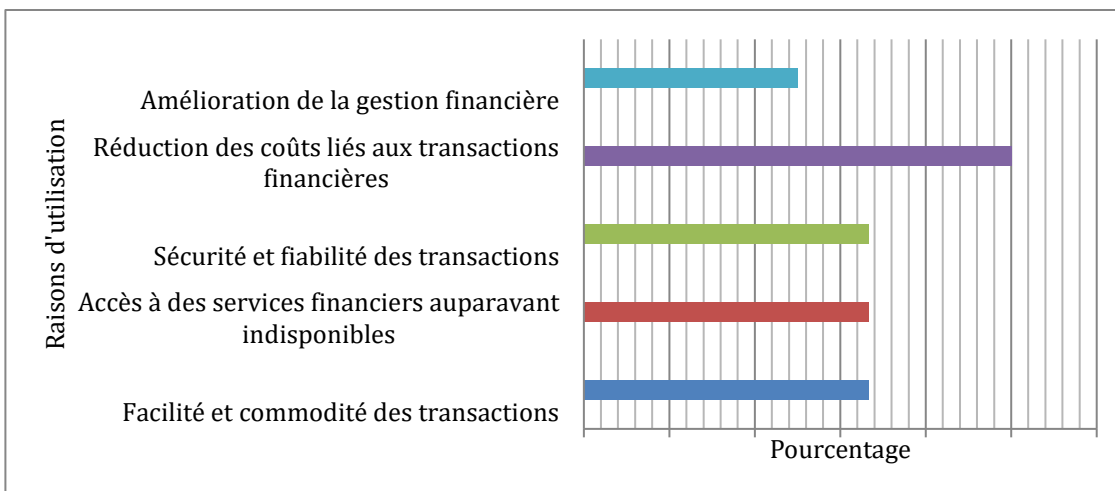 Raisons d'utilisation
Amélioration de la gestion financière
Réduction des coûts liés aux transactions
financières
Sécurité et fiabilité des transactions
Accès à des services financiers auparavant
indisponibles
Facilité et commodité des transactions
Pourcentage